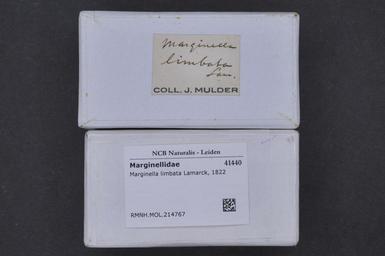 Marginella
limbata
Lam.
COLL. J. MULDER
NCB Naturalis - Leiden
Marginellidae 41440
Marginella limbata Lamarck, 1822
RMNH.MOL.214767